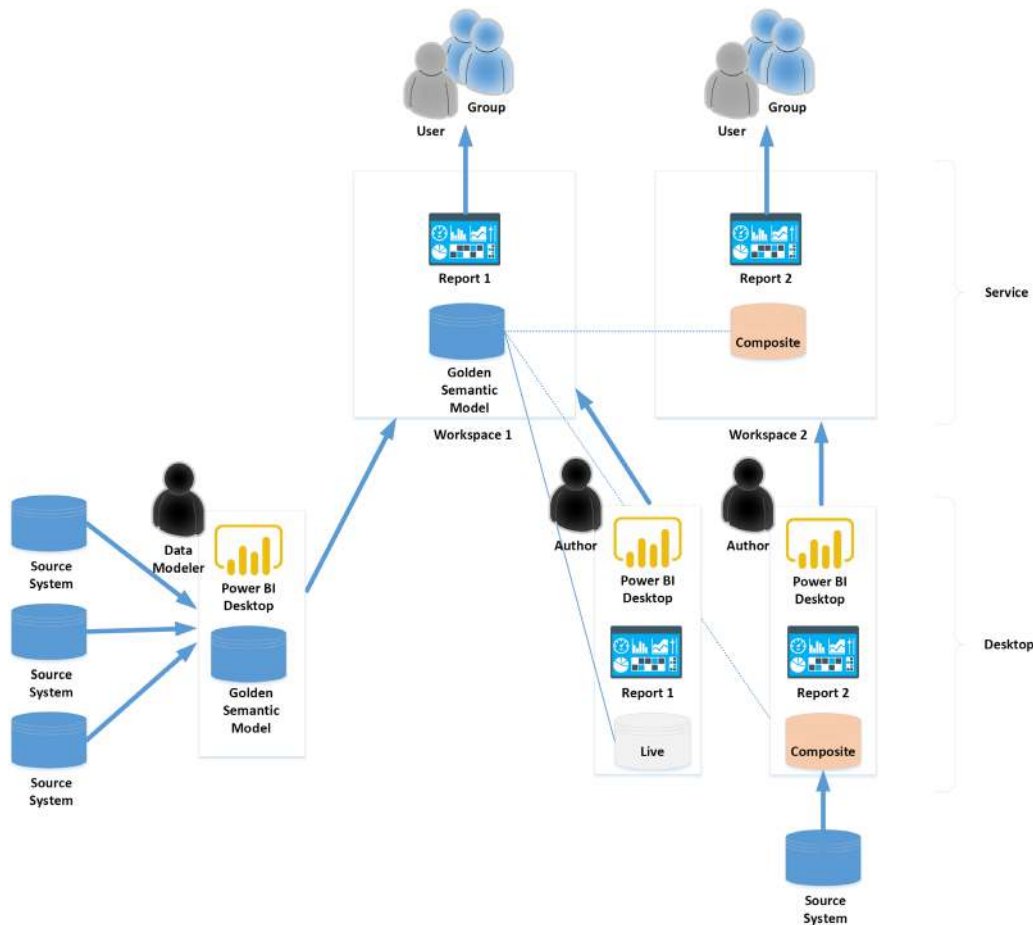 Group
User
Group
User
Report 1
Report 2
Service
Composite
Golden
Semantic
Model
Workspace 1
Workspace 2
Data
Modeler
Author
Author
Source
System
Power BI
Desktop
Power BI
Desktop
Power BI
Desktop
Desktop
Source
System
Golden
Semantic
Model
Report 1
Report 2
Live
Composite
Source
System
Source
System